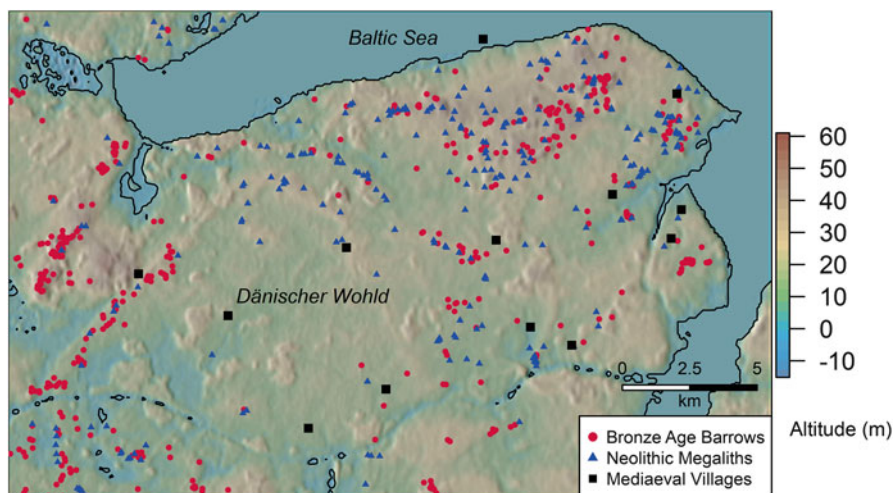 Baltic Sea
Dänischer Wohld
60
50
40
30
20
10
0
-10
Altitude (m)
0 2.5 5
km
Bronze Age Barrows
Neolithic Megaliths
Mediaeval Villages